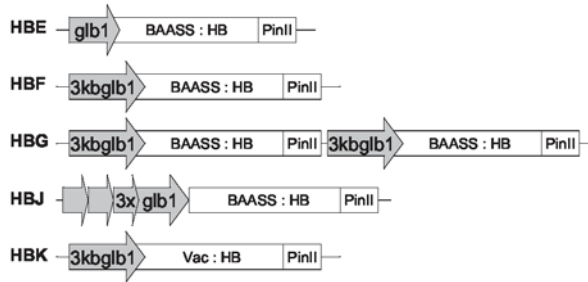 HBE glb1 BAASS : HB PinII
HBF 3kbglb1 BAASS : HB PinII
HBG 3kbglb1 BAASS : HB PinII 3kbglb1 BAASS : HB PinII
HBJ 3x glb1 BAASS : HB PinII
HBK 3kbglb1 Vac : HB PinII